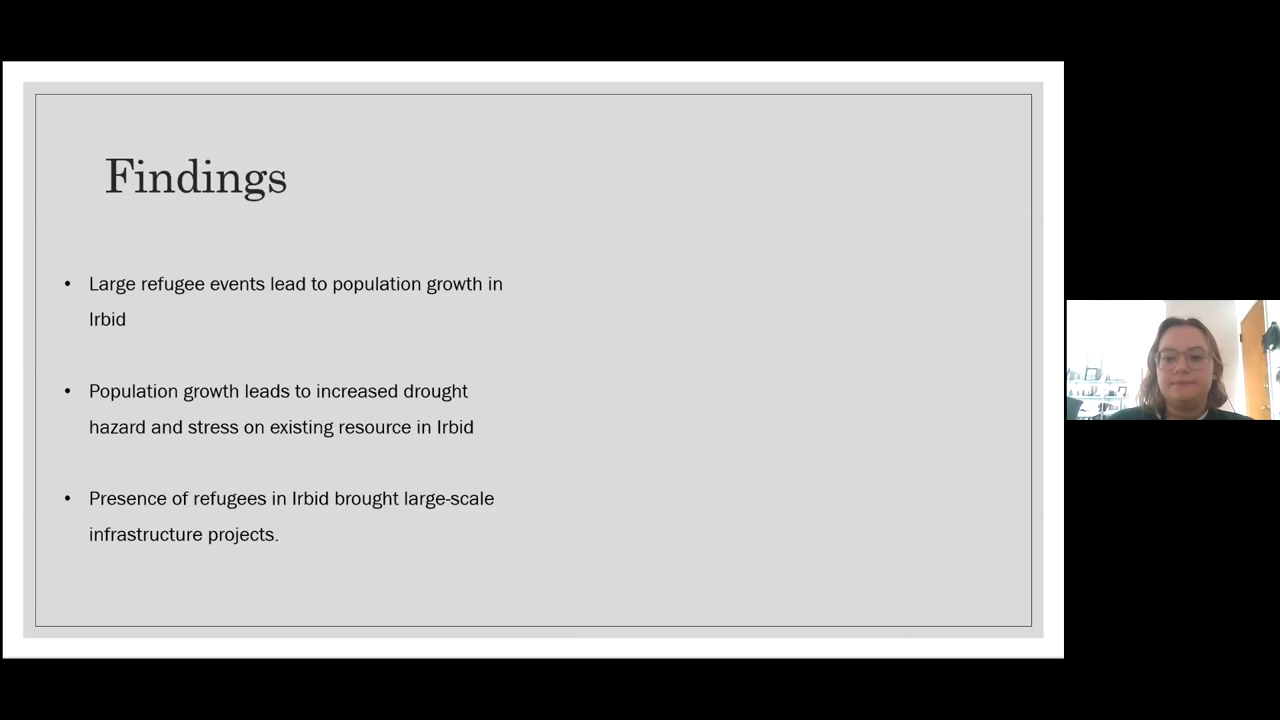 Findings
• Large refugee events lead to population growth in
Irbid
• Population growth leads to increased drought
hazard and stress on existing resource in Irbid
• Presence of refugees in Irbid brought large-scale
infrastructure projects.